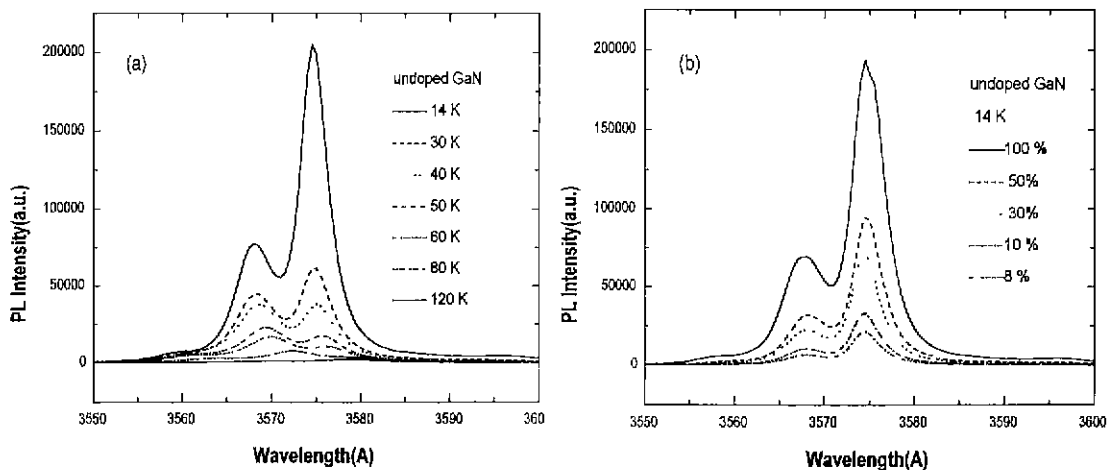 (a)
undoped GaN
14 K
30 K
40 K
50 K
60 K
80 K
120 K
200000
150000
100000
50000
0
PL Intensity(a.u.)
3550
3560
3570
3580
3590
360
Wavelength(A)
(b)
undoped GaN
14 K
100 %
50%
30%
10 %
8 %
200000
150000
100000
50000
0
PL Intensity(a.u.)
3550
3560
3570
3580
3590
3600
Wavelength(A)